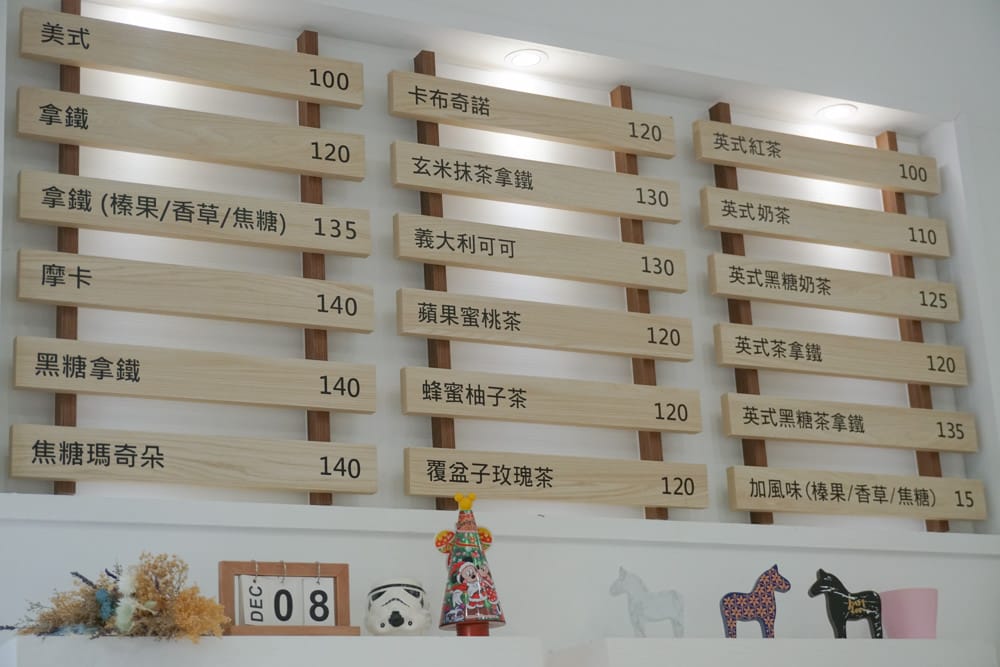 美式 100
拿鐵 120
拿鐵 (榛果/香草/焦糖) 135
摩卡 140
黑糖拿鐵 140
焦糖瑪奇朵 140
卡布奇諾 120
玄米抹茶拿鐵 130
義大利可可 130
蘋果蜜桃茶 120
蜂蜜柚子茶 120
覆盆子玫瑰茶 120
英式紅茶 100
英式奶茶 110
英式黑糖奶茶 125
英式茶拿鐵 120
英式黑糖茶拿鐵 135
加風味(榛果/香草/焦糖) 15
DEC 08